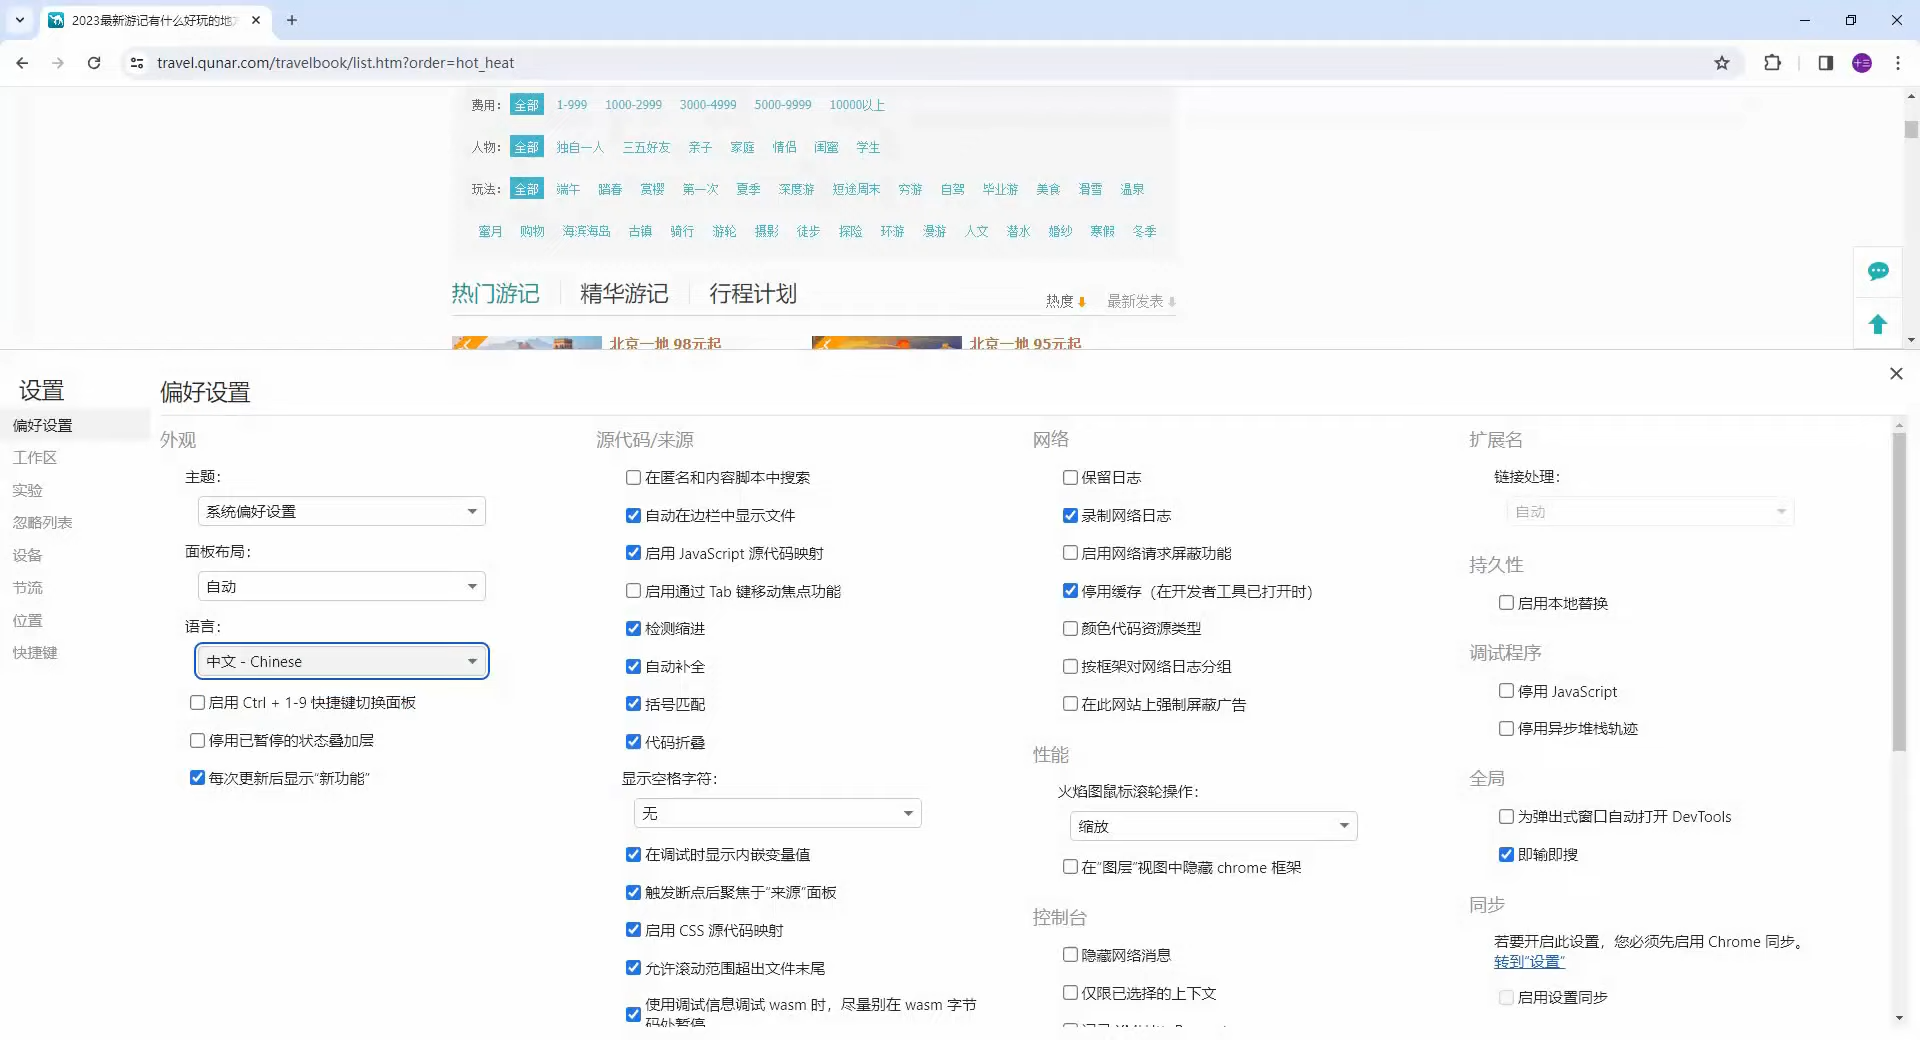 2023最新游记有什么好玩的地
travel.qunar.com/travelbook/list.htm?order=hot_heat
费用： 全部 1-999 1000-2999 3000-4999 5000-9999 10000以上
人物： 全部 独自一人 三五好友 亲子 家庭 情侣 闺蜜 学生
玩法： 全部 端午 踏春 赏樱 第一次 夏季 深度游 短途周末 穷游 自驾 毕业游 美食 滑雪 温泉
蜜月 购物 海滨海岛 古镇 骑行 游轮 摄影 徒步 探险 环游 漫游 人文 潜水 婚纱 寒假 冬季
热门游记 精华游记 行程计划 热度 最新发表
北京一地 98元起 北京一地 95元起
设置
偏好设置
工作区
实验
忽略列表
设备
节流
位置
快捷键
偏好设置
外观
主题：
系统偏好设置
面板布局：
自动
语言：
中文 - Chinese
启用 Ctrl + 1-9 快捷键切换面板
停用已暂停的状态叠加层
每次更新后显示“新功能”
源代码/来源
在匿名和内容脚本中搜索
自动在边栏中显示文件
启用 JavaScript 源代码映射
启用通过 Tab 键移动焦点功能
检测缩进
自动补全
括号匹配
代码折叠
显示空格字符：
无
在调试时显示内嵌变量值
触发断点后聚焦于“来源”面板
启用 CSS 源代码映射
允许滚动范围超出文件末尾
使用调试信息调试 wasm 时，尽量别在 wasm 字节
码处暂停
网络
保留日志
录制网络日志
启用网络请求屏蔽功能
停用缓存（在开发者工具已打开时）
颜色代码资源类型
按框架对网络日志分组
在此网站上强制屏蔽广告
性能
火焰图鼠标滚轮操作：
缩放
在“图层”视图中隐藏 chrome 框架
控制台
隐藏网络消息
仅限已选择的上下文
扩展名
链接处理：
自动
持久性
启用本地替换
调试程序
停用 JavaScript
停用异步堆栈轨迹
全局
为弹出式窗口自动打开 DevTools
即输即搜
同步
若要开启此设置，您必须先启用 Chrome 同步。
转到“设置”
启用设置同步